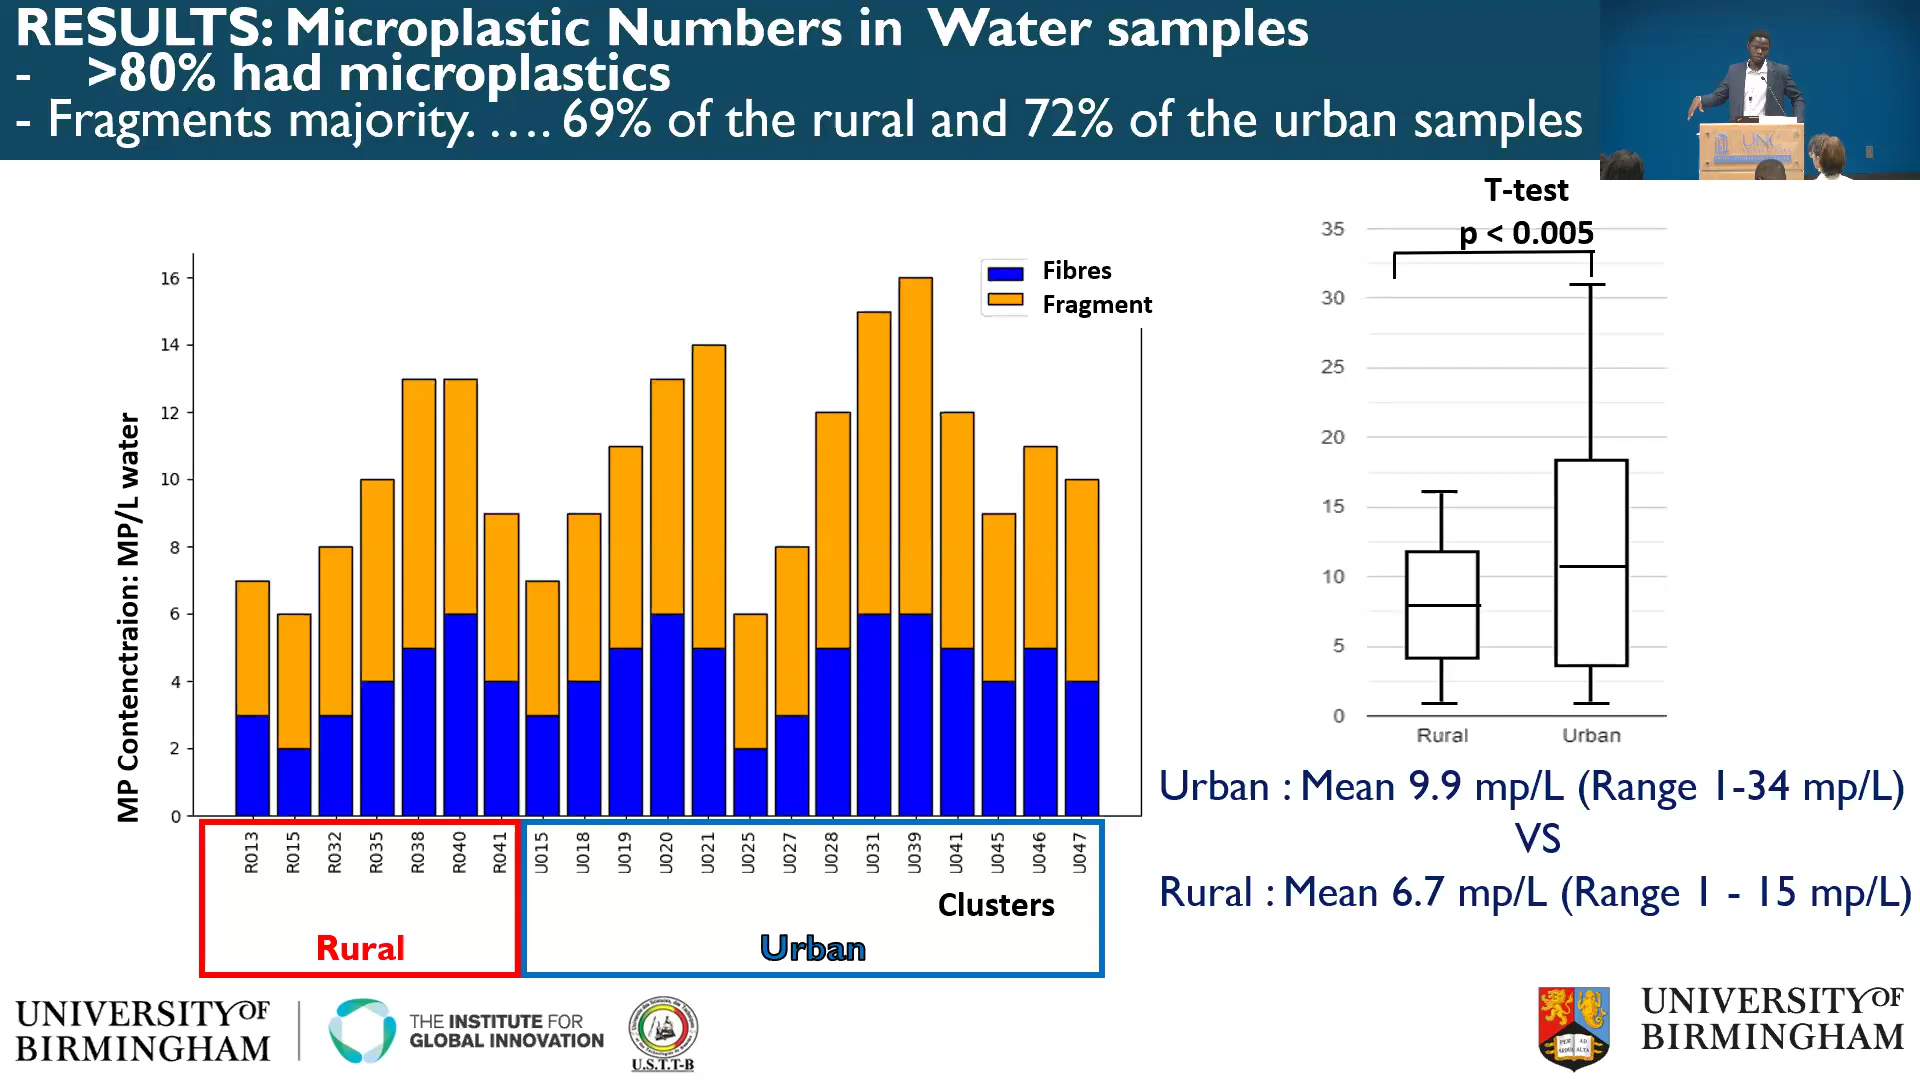 RESULTS: Microplastic Numbers in Water samples
- >80% had microplastics
- Fragments majority. …. 69% of the rural and 72% of the urban samples
UNC
T-test
p < 0.005
Fibres
Fragment
MP Contenctraion: MP/L water
16
14
12
10
8
6
4
2
0
R013
R015
R032
R035
R038
R040
R041
U015
U018
U019
U020
U021
U025
U027
U028
U031
U039
U041
U045
U046
U047
Clusters
Rural
Urban
35
30
25
20
15
10
5
0
Rural
Urban
Urban : Mean 9.9 mp/L (Range 1-34 mp/L)
VS
Rural : Mean 6.7 mp/L (Range 1 - 15 mp/L)
UNIVERSITY OF
BIRMINGHAM
THE INSTITUTE FOR
GLOBAL INNOVATION
U.S.T.T-B
PER AD
ARDUA ALTA
UNIVERSITY OF
BIRMINGHAM